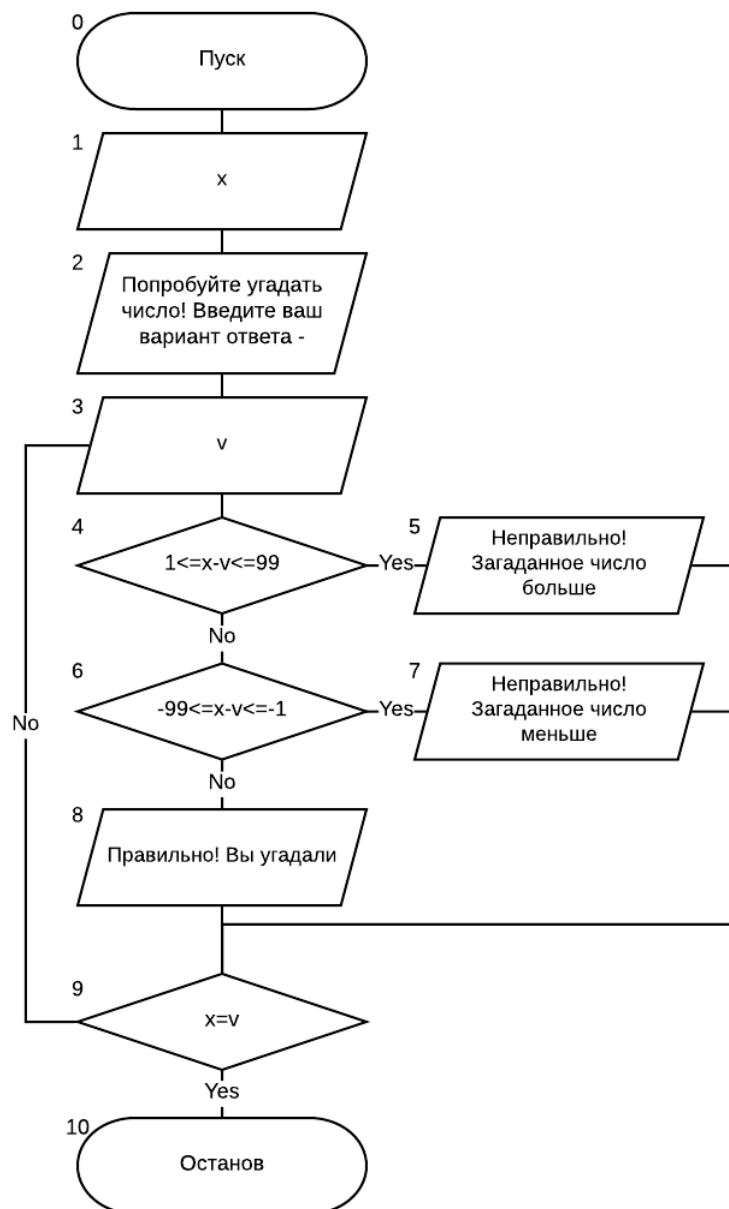 0
Пуск
1
x
2
Попробуйте угадать
число! Введите ваш
вариант ответа -
3
v
4
1<=x-v<=99
Yes
5
Неправильно!
Загаданное число
больше
No
6
-99<=x-v<=-1
Yes
7
Неправильно!
Загаданное число
меньше
No
No
8
Правильно! Вы угадали
9
x=v
Yes
10
Останов